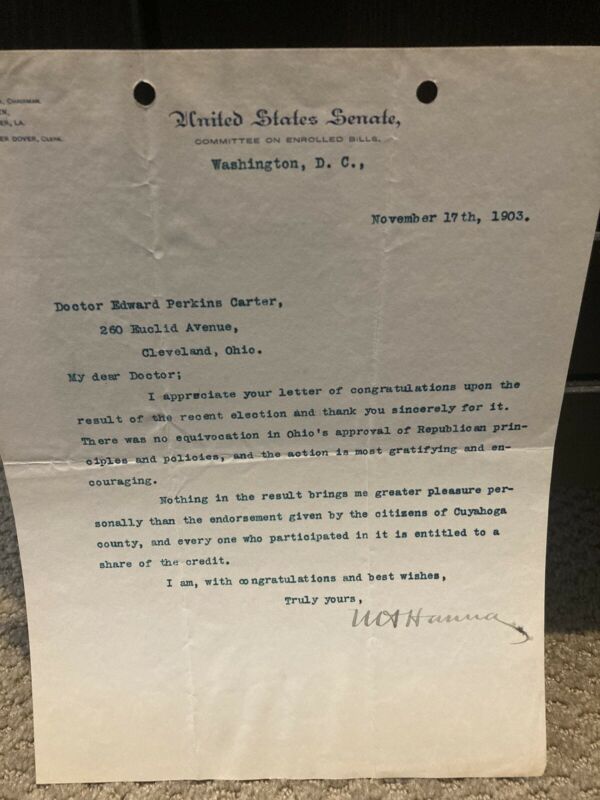 CHAIRMAN.
LA.
DOVER, CLERK.
United States Senate,
COMMITTEE ON ENROLLED BILLS.
Washington, D. C.,
November 17th, 1903.
Doctor Edward Perkins Carter,
260 Euclid Avenue,
Cleveland, Ohio.
My dear Doctor;
I appreciate your letter of congratulations upon the
result of the recent election and thank you sincerely for it.
There was no equivocation in Ohio's approval of Republican prin-
ciples and policies, and the action is most gratifying and en-
couraging.
Nothing in the result brings me greater pleasure per-
sonally than the endorsement given by the citizens of Cuyahoga
county, and every one who participated in it is entitled to a
share of the credit.
I am, with congratulations and best wishes,
Truly yours,
MAHanna